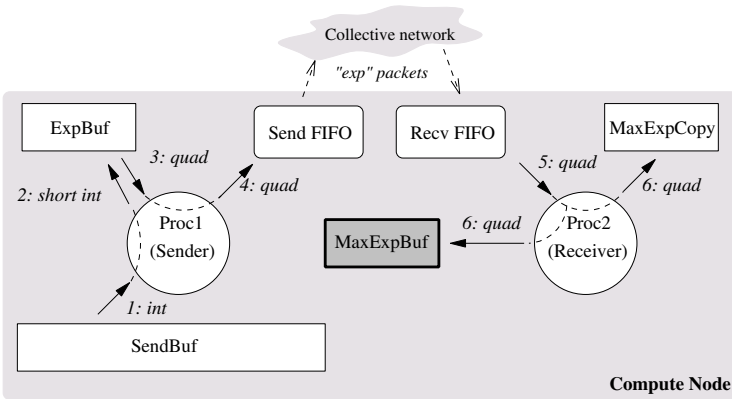 Collective network
"exp" packets
ExpBuf
Send FIFO
Recv FIFO
MaxExpCopy
3: quad
4: quad
5: quad
6: quad
2: short int
Proc1
(Sender)
MaxExpBuf
6: quad
Proc2
(Receiver)
1: int
SendBuf
Compute Node